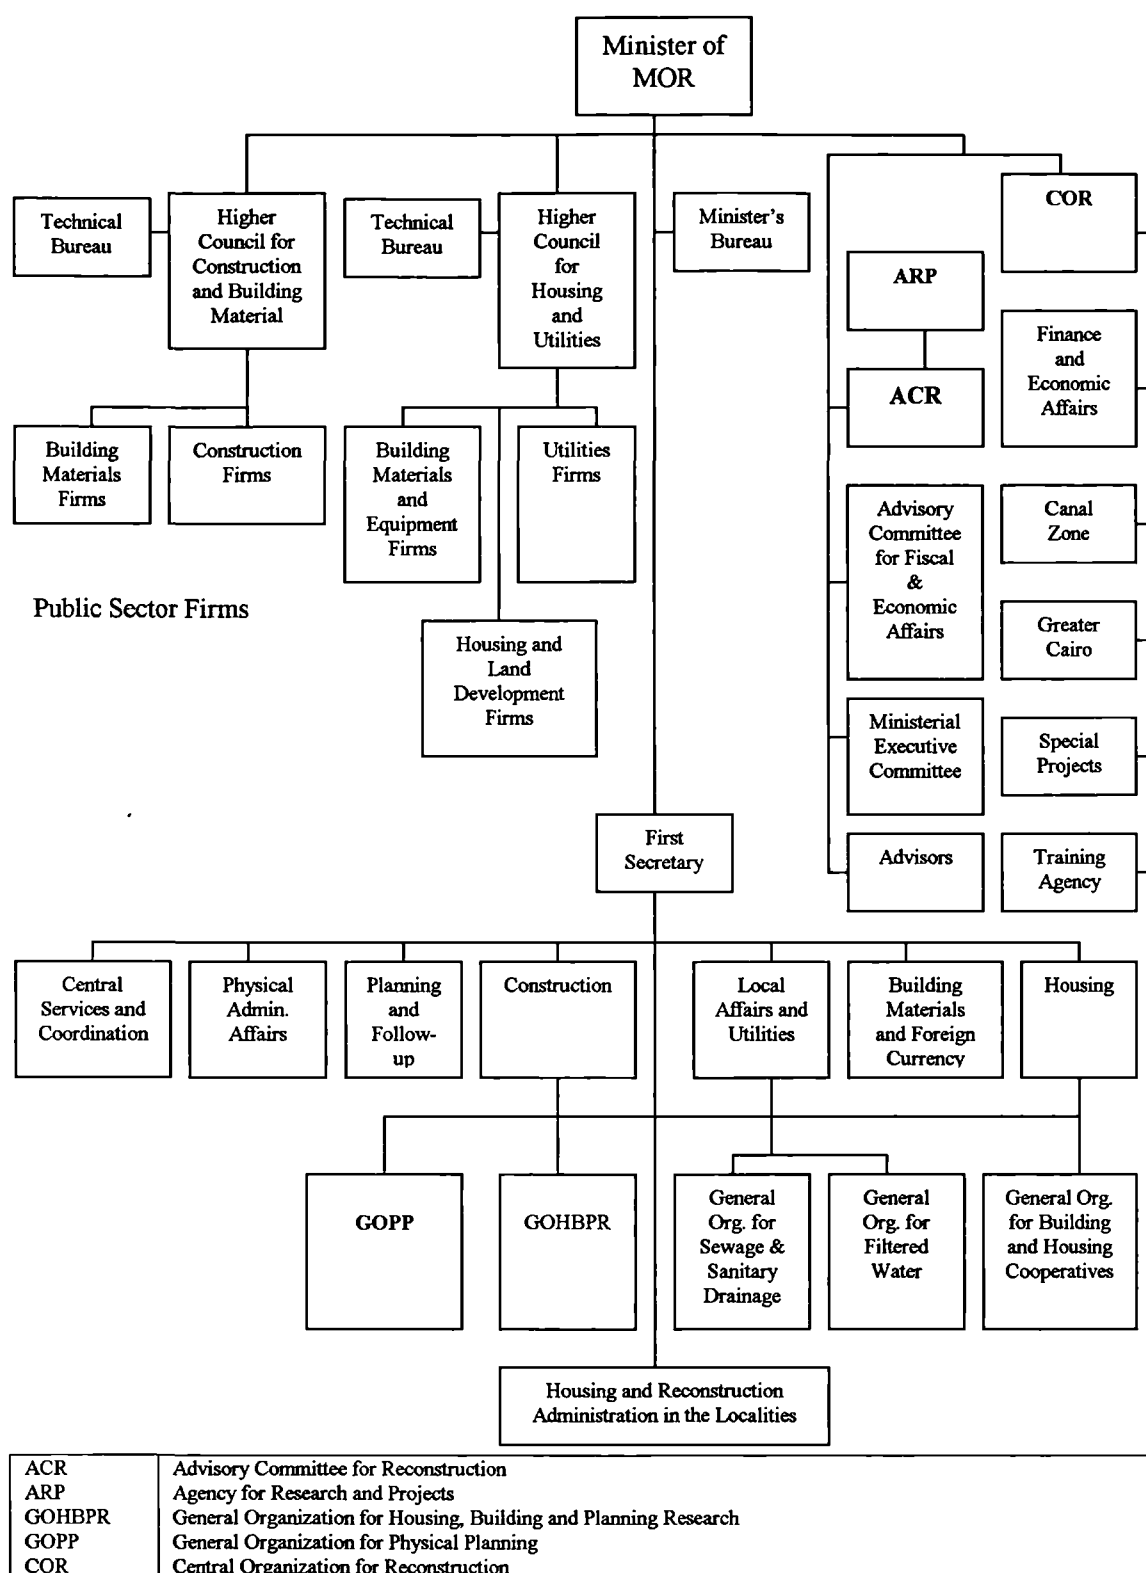 Minister of
MOR
Technical
Bureau
Higher
Council for
Construction
and Building
Material
Technical
Bureau
Higher
Council
for
Housing
and
Utilities
Minister's
Bureau
COR
ARP
ACR
Finance
and
Economic
Affairs
Building
Materials
Firms
Construction
Firms
Building
Materials
and
Equipment
Firms
Utilities
Firms
Housing and
Land
Development
Firms
Public Sector Firms
Advisory
Committee
for Fiscal
&
Economic
Affairs
Canal
Zone
Greater
Cairo
Ministerial
Executive
Committee
Special
Projects
Advisors
Training
Agency
First
Secretary
Central
Services and
Coordination
Physical
Admin.
Affairs
Planning
and
Follow-
up
Construction
Local
Affairs and
Utilities
Building
Materials
and Foreign
Currency
Housing
GOPP
GOHBPR
General
Org. for
Sewage &
Sanitary
Drainage
General
Org. for
Filtered
Water
General Org.
for Building
and Housing
Cooperatives
Housing and Reconstruction
Administration in the Localities
ACR Advisory Committee for Reconstruction
ARP Agency for Research and Projects
GOHBPR General Organization for Housing, Building and Planning Research
GOPP General Organization for Physical Planning
COR Central Organization for Reconstruction